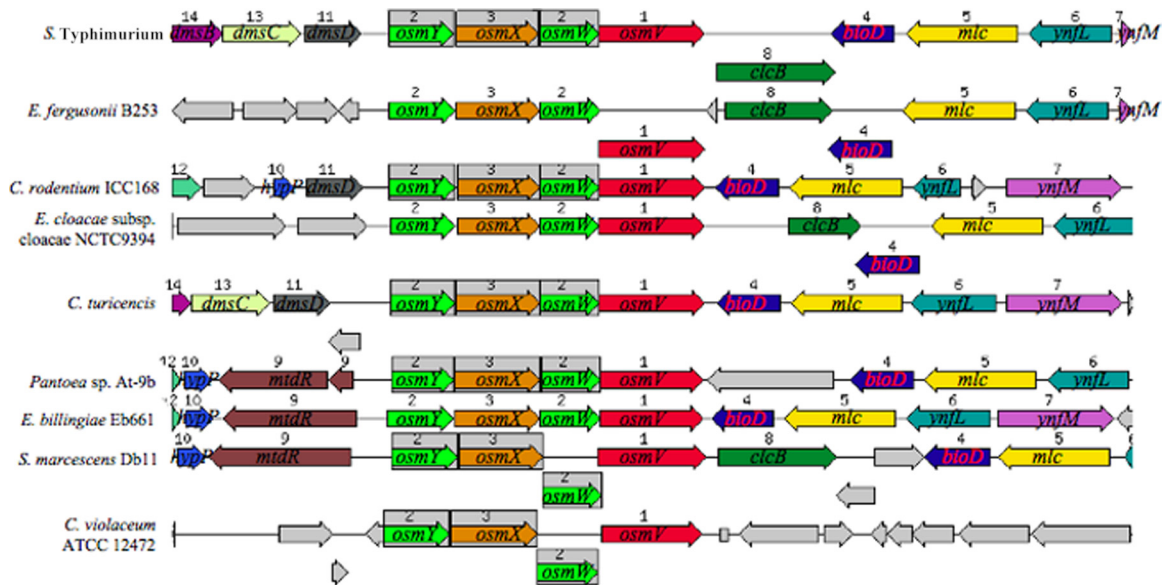 14 13 11 2 3 2 1 4 5 6 7
S. Typhimurium dmsB dmsC dmsD osmY osmX osmW osmV bioD mlc ynfL ynfM
8
clcB
2 3 2 8 5 6 7
E. fergusonii B253 osmY osmX osmW clcB mlc ynfL ynfM
1 4
osmV bioD
12 10 11 2 3 2 1 4 5 6 7
C. rodentium ICC168 hypP dmsD osmY osmX osmW osmV bioD mlc ynfL ynfM
2 3 2 1 8 5 6
E. cloacae subsp.
cloacae NCTC9394 osmY osmX osmW osmV clcB mlc ynfL
4
bioD
14 13 11 2 3 2 1 4 5 6 7
C. turicencis dmsC dmsD osmY osmX osmW osmV bioD mlc ynfL ynfM
12 10 9 9 2 3 2 1 4 5 6
Pantoea sp. At-9b hypP mtdR osmY osmX osmW osmV bioD mlc ynfL
2 10 9 2 3 2 1 4 5 6 7
E. billingiae Eb661 hypP mtdR osmY osmX osmW osmV bioD mlc ynfL ynfM
10 9 2 3 1 8 4 5 6
S. marcescens Db11 hypP mtdR osmY osmX osmV clcB bioD mlc
2
osmW
2 3 1
C. violaceum
ATCC 12472 osmY osmX osmV
2
osmW